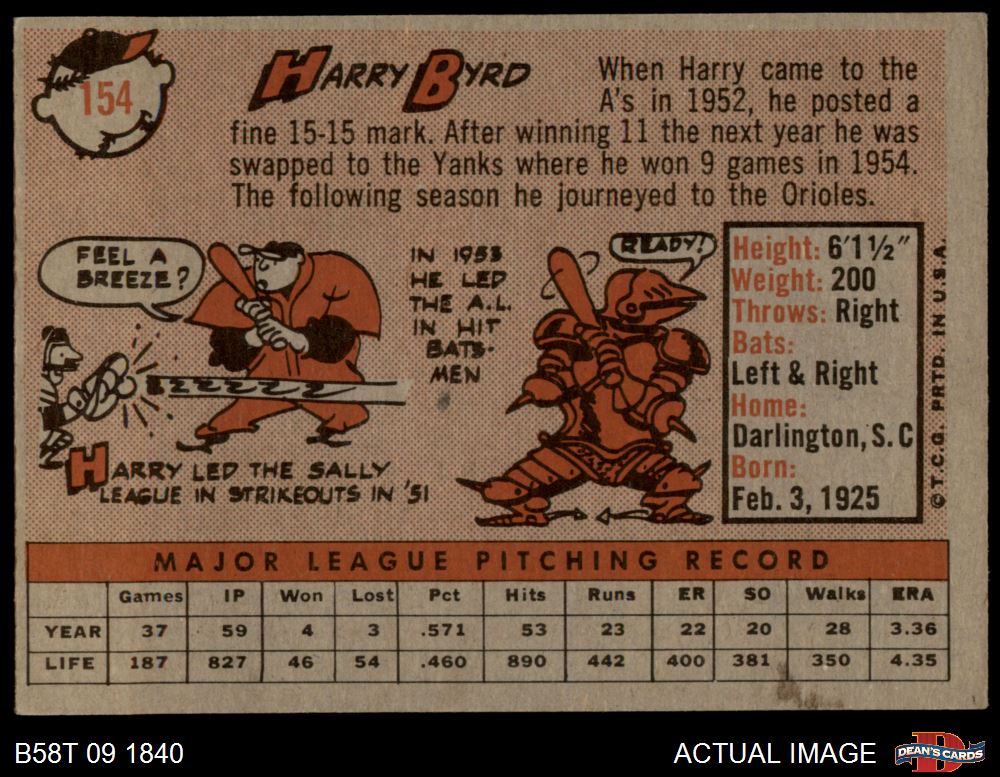 154
HARRY BYRD
When Harry came to the
A's in 1952, he posted a
fine 15-15 mark. After winning 11 the next year he was
swapped to the Yanks where he won 9 games in 1954.
The following season he journeyed to the Orioles.
FEEL A
BREEZE?
HARRY LED THE SALLY
LEAGUE IN STRIKEOUTS IN '51
IN 1953
HE LED
THE A.L.
IN HIT
BATS-
MEN
READY!
Height: 6'1½"
Weight: 200
Throws: Right
Bats:
Left & Right
Home:
Darlington, S. C
Born:
Feb. 3, 1925
©T.C.G. PRTD. IN U.S.A.
MAJOR LEAGUE PITCHING RECORD
Games IP Won Lost Pct Hits Runs ER SO Walks ERA
YEAR 37 59 4 3 .571 53 23 22 20 28 3.36
LIFE 187 827 46 54 .460 890 442 400 381 350 4.35
B58T 09 1840
ACTUAL IMAGE
DEAN'S CARDS